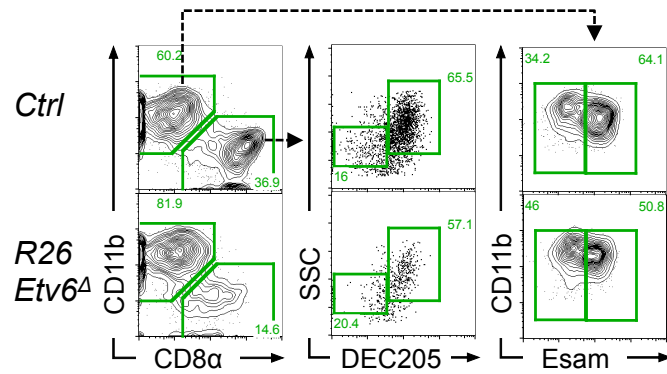 60.2
34.2 64.1
65.5
Ctrl
16
36.9
81.9
46 50.8
57.1
R26
Etv6Δ
20.4
14.6
CD11b
SSC
CD11b
CD8α DEC205 Esam